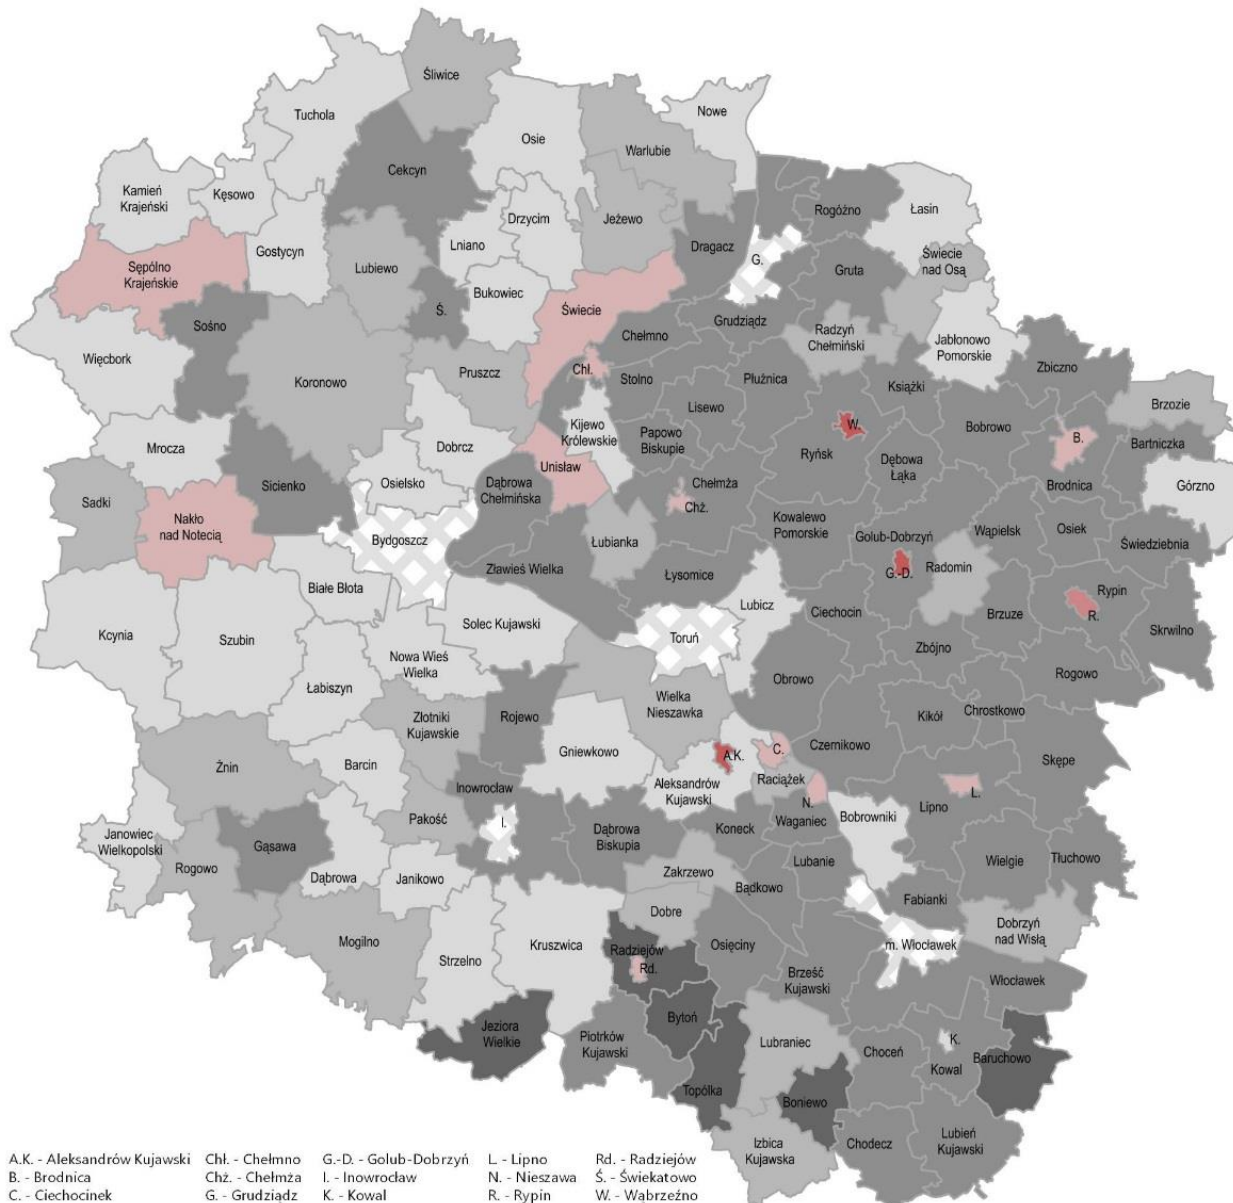 Śliwice
Tuchola
Nowe
Osie
Warlubie
Cekcyn
Kamień
Krajeński
Kęsowo
Rogóźno
Łasin
Drzycim
Jeżewo
Lniano
Dragacz
Gostycyn
Świecie
nad Osą
G.
Gruta
Sępólno
Krajeńskie
Lubiewo
Bukowiec
Ś.
Świecie
Grudziądz
Sośno
Chełmno
Radzyń
Chełmiński
Jabłonowo
Pomorskie
Więcbork
Zbiczno
Chł.
Pruszcz
Stolno
Płużnica
Książki
Koronowo
Lisewo
Brzozie
W.
Bobrowo
Kijewo
Królewskie
Papowo
Biskupie
B.
Mrocza
Dobrcz
Bartniczka
Ryńsk
Dębowa
Łąka
Unisław
Osielsko
Sicienko
Dąbrowa
Chełmińska
Chełmża
Brodnica
Górzno
Sadki
Chż.
Nakło
nad Notecią
Kowalewo
Pomorskie
Wąpielsk
Osiek
Bydgoszcz
Golub-Dobrzyń
Świedziebnia
Łubianka
G.-D.
Radomin
Zławieś Wielka
Łysomice
Białe Błota
Lubicz
Rypin
Ciechocin
Brzuze
R.
Solec Kujawski
Kcynia
Szubin
Toruń
Skrwilno
Zbójno
Nowa Wieś
Wielka
Rogowo
Łabiszyn
Obrowo
Wielka
Nieszawka
Chrostkowo
Złotniki
Kujawskie
Rojewo
Kikół
Gniewkowo
Czernikowo
A.K.
C.
Żnin
Barcin
Skępe
Aleksandrów
Kujawski
Raciążek
Inowrocław
L.
N.
Lipno
Pakość
Waganiec
Bobrowniki
I.
Koneck
Dąbrowa
Biskupia
Janowiec
Wielkopolski
Gąsawa
Lubanie
Wielgie
Tłuchowo
Rogowo
Zakrzewo
Dąbrowa
Janikowo
Bądkowo
Fabianki
Dobre
Dobrzyń
nad Wisłą
Mogilno
Kruszwica
Osięciny
m. Włocławek
Radziejów
Strzelno
Rd.
Brześć
Kujawski
Włocławek
Bytoń
Jeziora
Wielkie
Piotrków
Kujawski
Lubraniec
K.
Choceń
Baruchowo
Kowal
Topólka
Boniewo
Izbica
Kujawska
Chodecz
Lubień
Kujawski
A.K. - Aleksandrów Kujawski Chł. - Chełmno G.-D. - Golub-Dobrzyń L. - Lipno Rd. - Radziejów
B. - Brodnica Chż. - Chełmża I. - Inowrocław N. - Nieszawa Ś. - Świekatowo
C. - Ciechocinek G. - Grudziądz K. - Kowal R. - Rypin W. - Wąbrzeźno